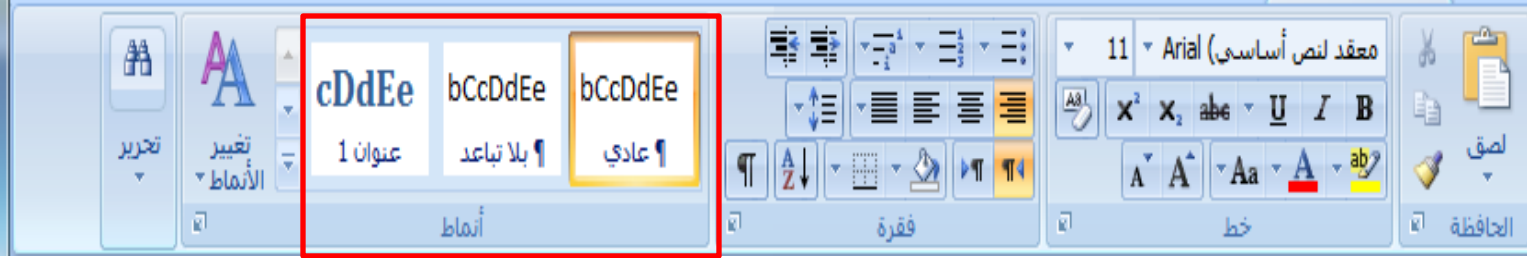 لصق
الحافظة
معقد لنص أساسي) Arial
11
B I U abe X₂ X²
Aa A A A
خط
فقرة
bCcDdEe
¶ عادي
bCcDdEe
¶ بلا تباعد
cDdEe
عنوان 1
أنماط
تغيير
الأنماط
تحرير